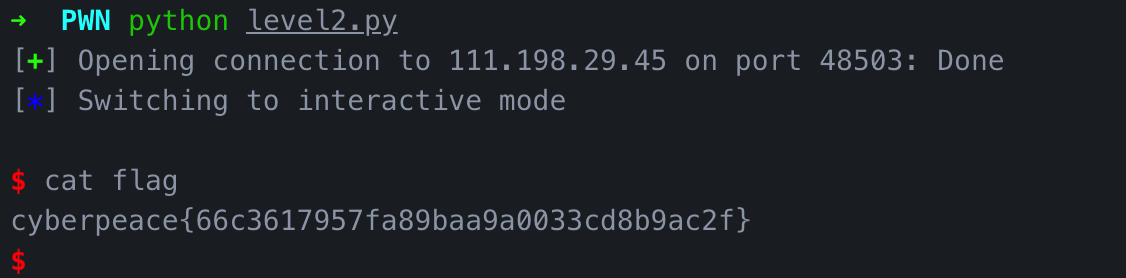 → PWN python level2.py
[+] Opening connection to 111.198.29.45 on port 48503: Done
[*] Switching to interactive mode
$ cat flag
cyberpeace{66c3617957fa89baa9a0033cd8b9ac2f}
$